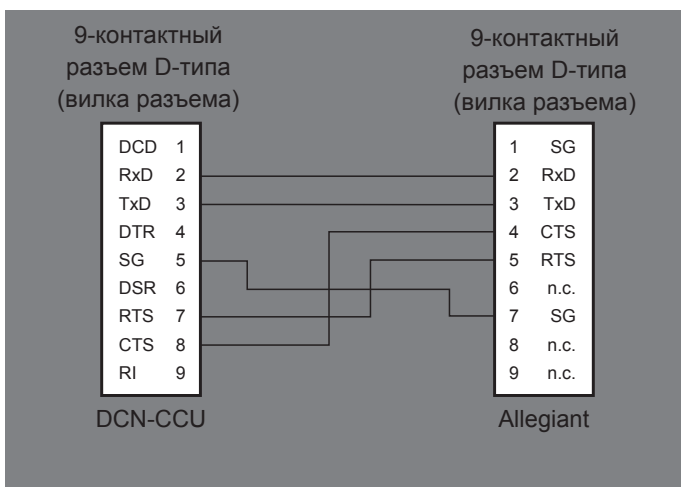 9-контактный
разъем D-типа
(вилка разъема)
9-контактный
разъем D-типа
(вилка разъема)
DCD 1
RxD 2
TxD 3
DTR 4
SG 5
DSR 6
RTS 7
CTS 8
RI 9
1 SG
2 RxD
3 TxD
4 CTS
5 RTS
6 n.c.
7 SG
8 n.c.
9 n.c.
DCN-CCU
Allegiant